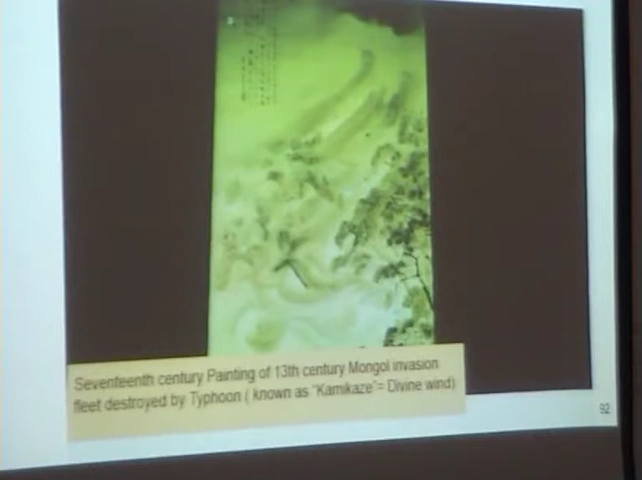 Seventeenth century Painting of 13th century Mongol invasion
fleet destroyed by Typhoon ( known as "Kamikaze"= Divine wind)
92